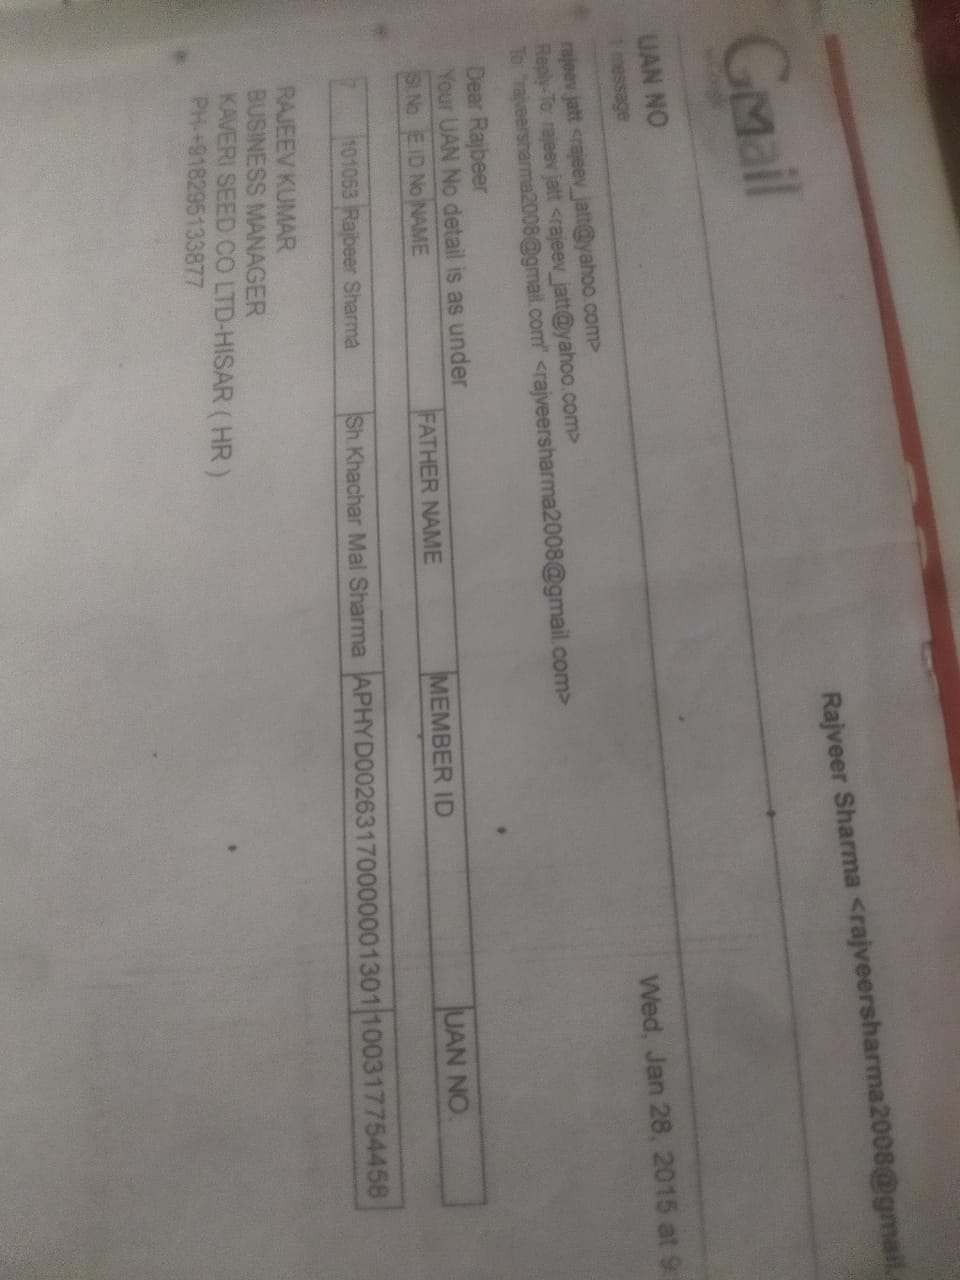 Gmail
Rajveer Sharma <rajveersharma2008@gmail.
UAN NO
1 message
rajeev jatt <rajeev_jatt@yahoo.com> Wed, Jan 28, 2015 at 9:
Reply-To: rajeev jatt <rajeev_jatt@yahoo.com>
To: "rajveersharma2008@gmail.com" <rajveersharma2008@gmail.com>
Dear Rajbeer
Your UAN No detail is as under
Sl.No E.ID No NAME FATHER NAME MEMBER ID UAN NO.
7 101053 Rajbeer Sharma Sh.Khachar Mal Sharma 100317754458
RAJEEV KUMAR
BUSINESS MANAGER
KAVERI SEED CO LTD-HISAR ( HR )
PH-+918295133877